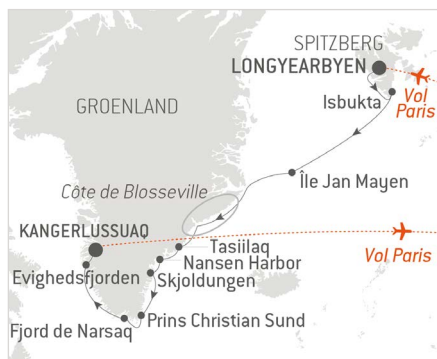 SPITZBERG
LONGYEARBYEN
Isbukta
Vol
Paris
GROENLAND
Île Jan Mayen
Côte de Blosseville
KANGERLUSSUAQ
Tasiilaq
Vol Paris
Nansen Harbor
Evighedsfjorden
Skjoldungen
Prins Christian Sund
Fjord de Narsaq